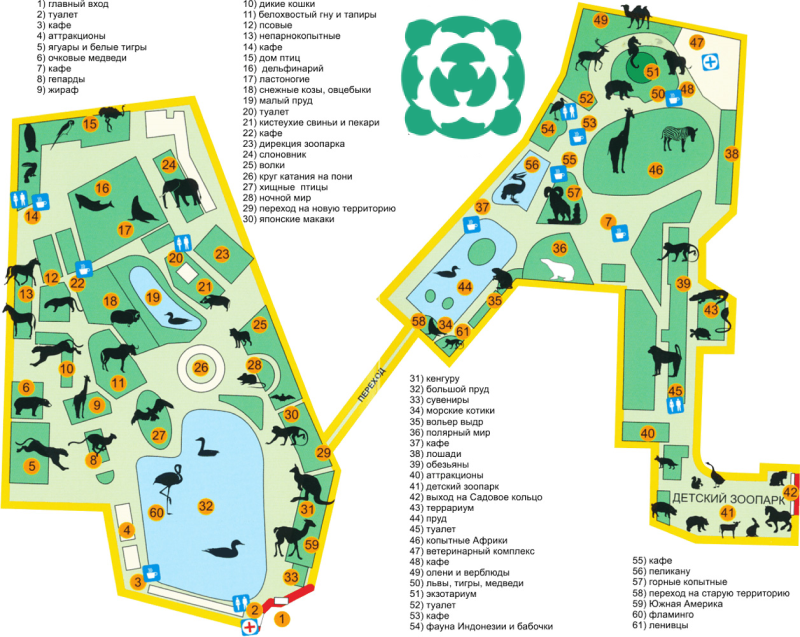 1) главный вход
2) туалет
3) кафе
4) аттракционы
5) ягуары и белые тигры
6) очковые медведи
7) кафе
8) гепарды
9) жираф
10) дикие кошки
11) белохвостый гну и тапиры
12) псовые
13) непарнокопытные
14) кафе
15) дом птиц
16) дельфинарий
17) ластоногие
18) снежные козы, овцебыки
19) малый пруд
20) туалет
21) кистеухие свиньи и пекари
22) кафе
23) дирекция зоопарка
24) слоновник
25) волки
26) круг катания на пони
27) хищные птицы
28) ночной мир
29) переход на новую территорию
30) японские макаки
31) кенгуру
32) большой пруд
33) сувениры
34) морские котики
35) вольер выдр
36) полярный мир
37) кафе
38) лошади
39) обезьяны
40) аттракционы
41) детский зоопарк
42) выход на Садовое кольцо
43) террариум
44) пруд
45) туалет
46) копытные Африки
47) ветеринарный комплекс
48) кафе
49) олени и верблюды
50) львы, тигры, медведи
51) экзотариум
52) туалет
53) кафе
54) фауна Индонезии и бабочки
55) кафе
56) пеликану
57) горные копытные
58) переход на старую территорию
59) Южная Америка
60) фламинго
61) ленивцы
15
24
16
14
17
20
23
12
22
21
13
18
19
25
10
26
28
6
11
9
30
27
5
8
29
60
32
31
4
59
3
33
2
1
ПЕРЕХОД
49
47
51
50
48
52
53
54
38
56
55
46
57
37
7
36
39
44
35
43
58
34
61
45
40
ДЕТСКИЙ ЗООПАРК
42
41